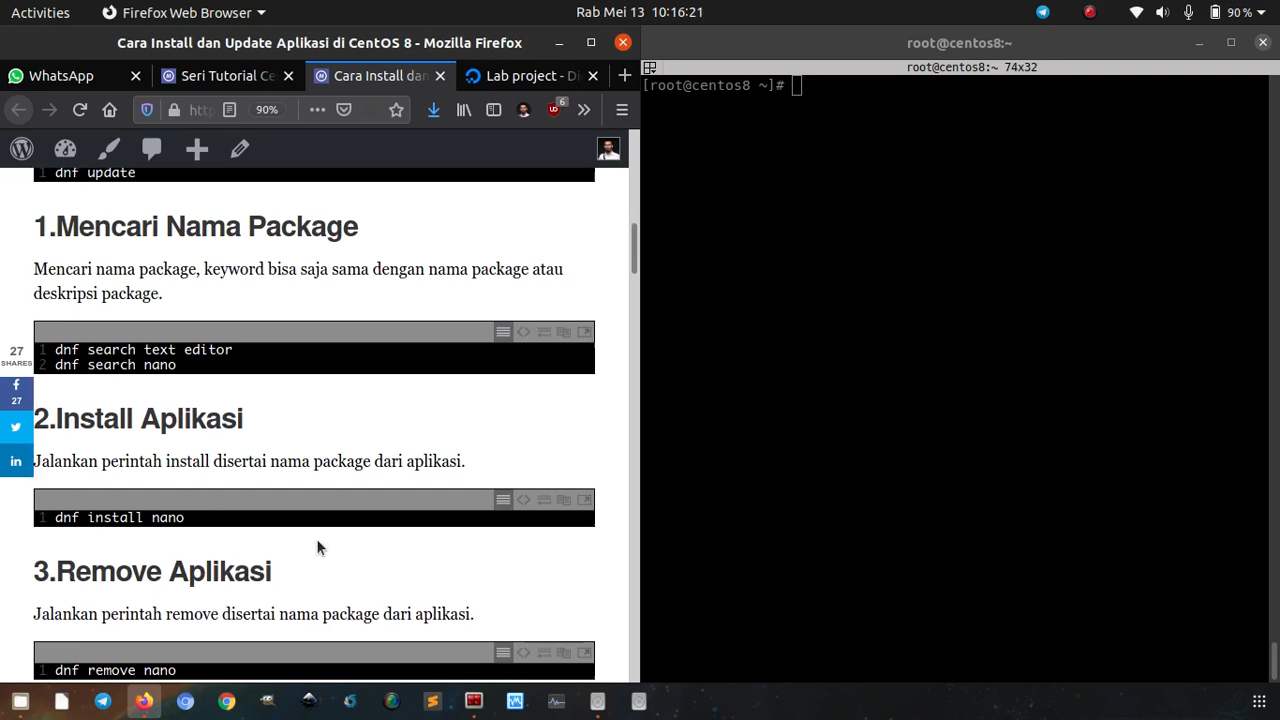 Activities Firefox Web Browser Rab Mei 13 10:16:21 90%
Cara Install dan Update Aplikasi di CentOS 8 - Mozilla Firefox
root@centos8:~
WhatsApp Seri Tutorial Ce Cara Install dan Lab project - Di
root@centos8:~ 74x32
[root@centos8 ~]#
http 90% 6
1 dnf update
1.Mencari Nama Package
Mencari nama package, keyword bisa saja sama dengan nama package atau
deskripsi package.
1 dnf search text editor
2 dnf search nano
27
SHARES
27
2.Install Aplikasi
Jalankan perintah install disertai nama package dari aplikasi.
1 dnf install nano
3.Remove Aplikasi
Jalankan perintah remove disertai nama package dari aplikasi.
1 dnf remove nano